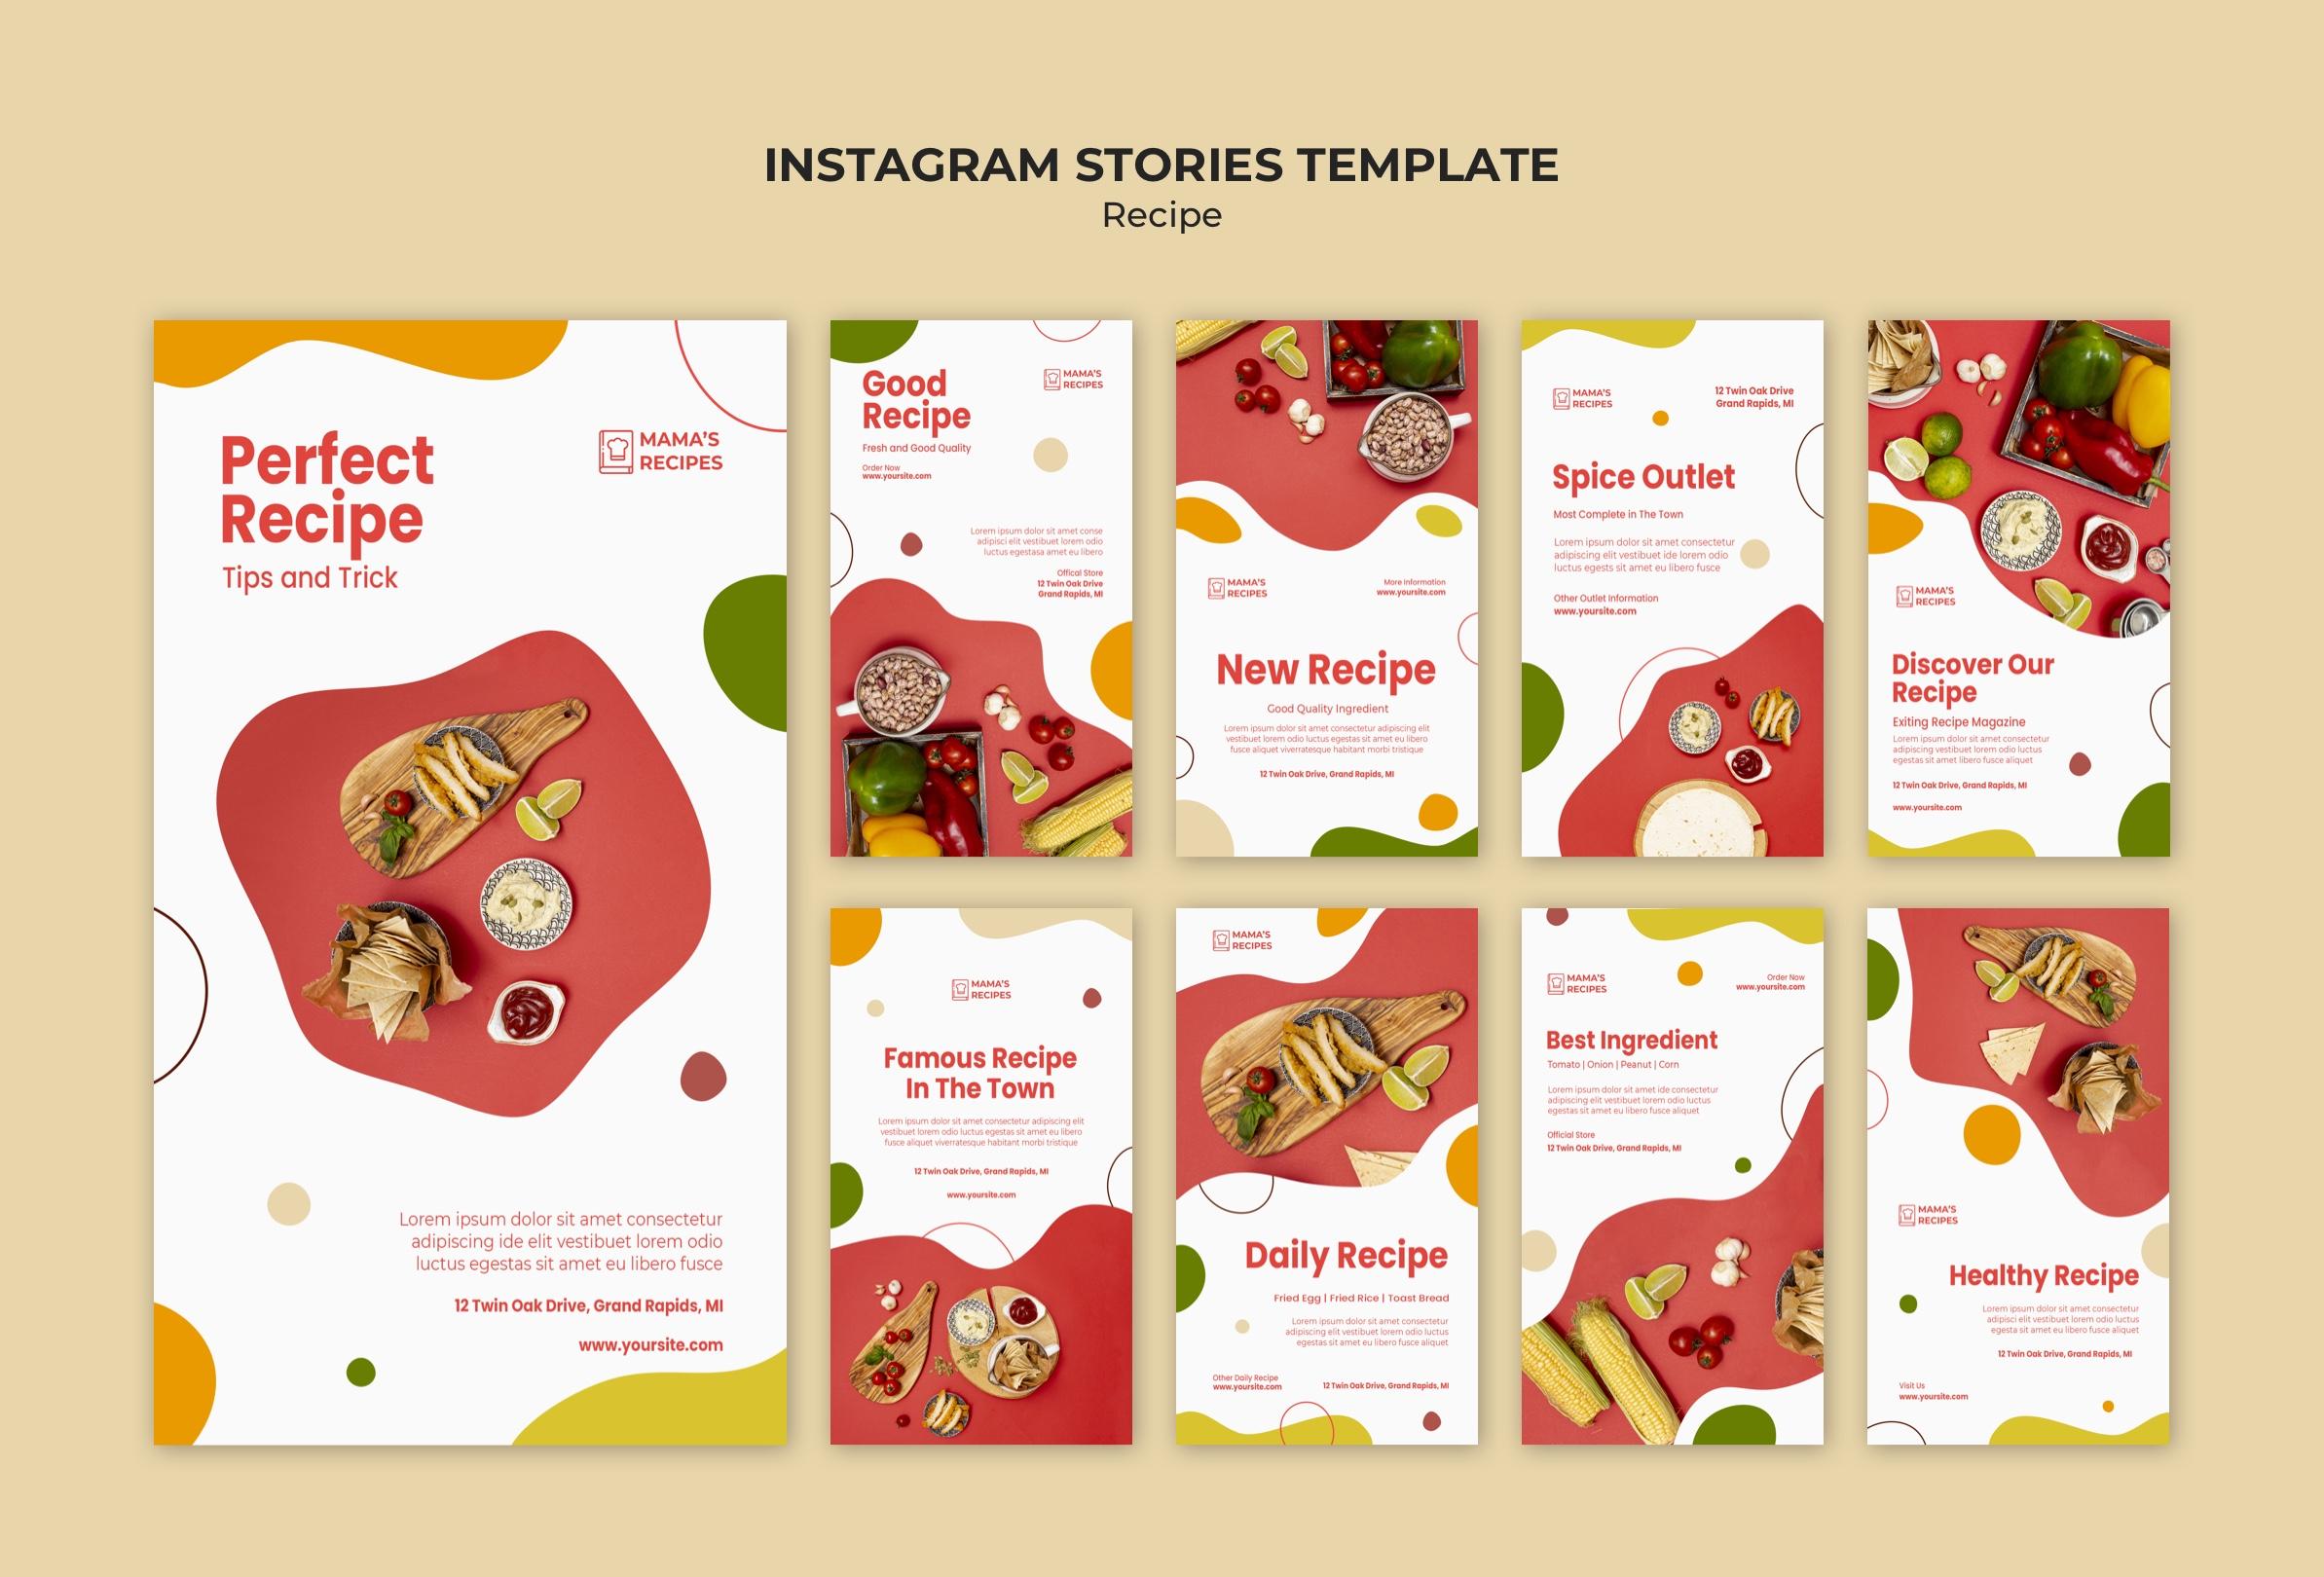 INSTAGRAM STORIES TEMPLATE
Recipe
Perfect
Recipe
Tips and Trick
MAMA'S
RECIPES
Lorem ipsum dolor sit amet consectetur
adipiscing ide elit vestibuet lorem odio
luctus egestas sit amet eu libero fusce
12 Twin Oak Drive, Grand Rapids, MI
www.yoursite.com
Good
Recipe
Fresh and Good Quality
Order Now
www.yoursite.com
MAMA'S
RECIPES
Lorem ipsum dolor sit amet conse
adipisci elit vestibuet lorem odio
luctus egestasa amet eu libero
Offical Store
12 Twin Oak Drive
Grand Rapids, MI
MAMA'S
RECIPES
More Information
www.yoursite.com
New Recipe
Good Quality Ingredient
Lorem ipsum dolor sit amet consectetur adipiscing elit
vestibuet lorem odio luctus egestas sit amet eu libero
fusce aliquet viverratesque habitant morbi tristique
12 Twin Oak Drive, Grand Rapids, MI
MAMA'S
RECIPES
12 Twin Oak Drive
Grand Rapids, MI
Spice Outlet
Most Complete in The Town
Lorem ipsum dolor sit amet consectetur
adipiscing elit vestibuet ide lorem odio
luctus egests sit amet eu libero fusce
Other Outlet Information
www.yoursite.com
MAMA'S
RECIPES
Discover Our
Recipe
Exiting Recipe Magazine
Lorem ipsum dolor sit amet consectetur
adipiscing vestibuet lorem odio luctus
egestas sit amet eu libero fusce aliquet
12 Twin Oak Drive, Grand Rapids, MI
www.yoursite.com
MAMA'S
RECIPES
Famous Recipe
In The Town
Lorem ipsum dolor sit amet consectetur adipiscing elit
vestibuet lorem odio luctus egestas sit amet eu libero
fusce aliquet viverratesque habitant morbi tristique
12 Twin Oak Drive, Grand Rapids, MI
www.yoursite.com
MAMA'S
RECIPES
Daily Recipe
Fried Egg | Fried Rice | Toast Bread
Lorem ipsum dolor sit amet consectetur
adipiscing elit vestibuet lorem odio luctus
egestas sit amet eu libero fusce aliquet
Other Daily Recipe
www.yoursite.com
12 Twin Oak Drive, Grand Rapids, MI
MAMA'S
RECIPES
Order Now
www.yoursite.com
Best Ingredient
Tomato | Onion | Peanut | Corn
Lorem ipsum dolor sit amet ide consectetur
adipiscing elit vestibuet lorem odio luctus
egestas sit amet eu libero fusce aliquet
Official Store
12 Twin Oak Drive, Grand Rapids, MI
MAMA'S
RECIPES
Healthy Recipe
Lorem ipsum dolor sit amet consectetur
adipisci elit vestibuet lorem odio luctus
egestas sit amet eu libero fusce aliquet
12 Twin Oak Drive, Grand Rapids, MI
Visit Us
www.yoursite.com